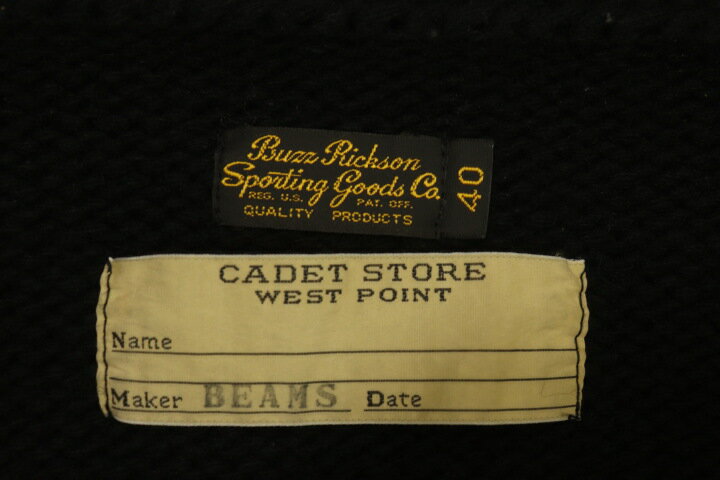 Buzz Rickson
Sporting Goods Co.
REG. U.S. PAT. OFF.
QUALITY PRODUCTS
40
CADET STORE
WEST POINT
Name
Maker BEAMS Date